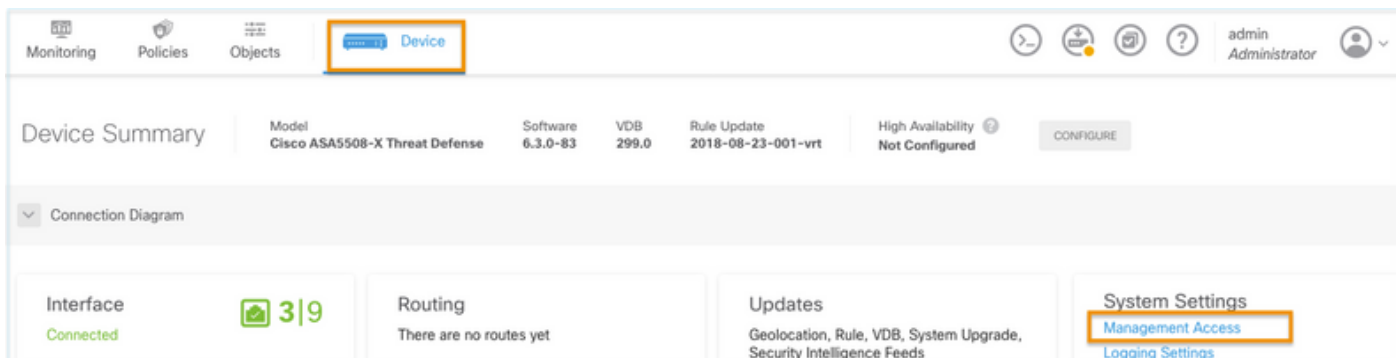 Monitoring Policies Objects Device admin
Administrator
Device Summary
Model Software VDB Rule Update High Availability CONFIGURE
Cisco ASA5508-X Threat Defense 6.3.0-83 299.0 2018-08-23-001-vrt Not Configured
Connection Diagram
Interface 3|9 Routing Updates System Settings
Connected There are no routes yet Geolocation, Rule, VDB, System Upgrade, Management Access
Security Intelligence Feeds Logging Settings